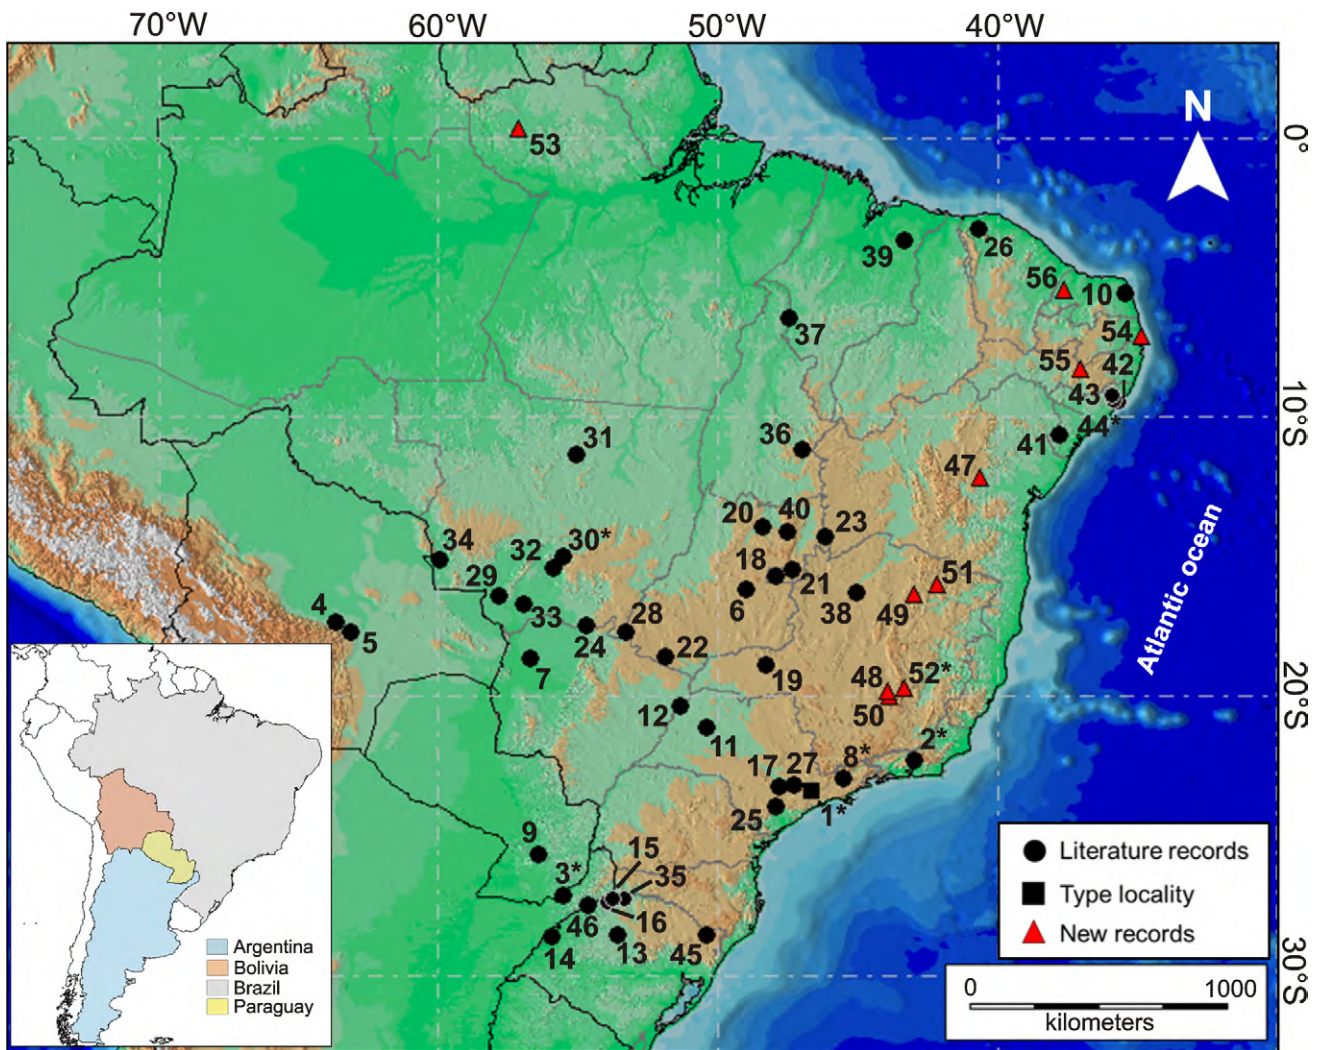 70°W 60°W 50°W 40°W
N
0°
53
39 26
56 10
37 54
55 42
43
10°S
31 36 41 44*
47
20 40 23
34 32 30*
29 18 21 51
33 6 38 49
4 5 24 28
7 22 19 48 52*
Atlantic ocean
50
20°S
12 11 2*
17 27 8*
25 1*
9 15
3* 35
46 16
14 13 45
30°S
Literature records
Type locality
New records
0 1000
kilometers
Argentina
Bolivia
Brazil
Paraguay